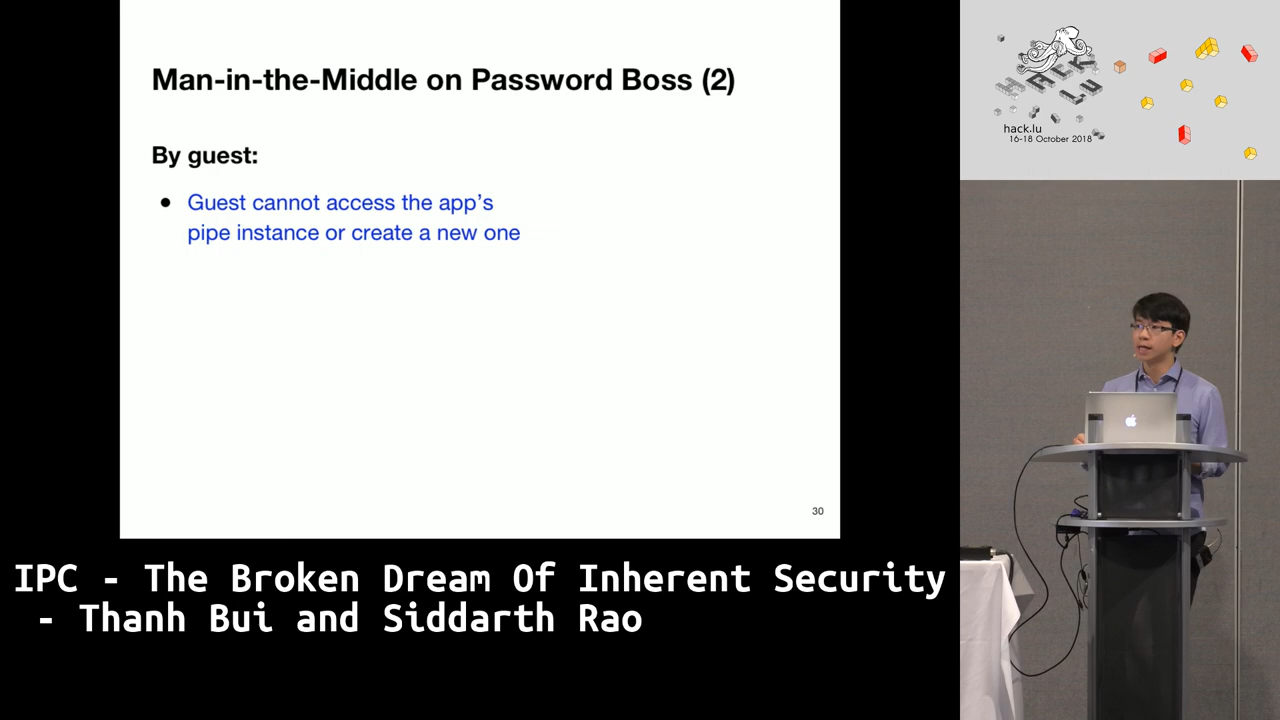 Man-in-the-Middle on Password Boss (2)
By guest:
● Guest cannot access the app’s
pipe instance or create a new one
30
IPC - The Broken Dream Of Inherent Security
- Thanh Bui and Siddarth Rao
HACK
LU
hack.lu
16-18 October 2018